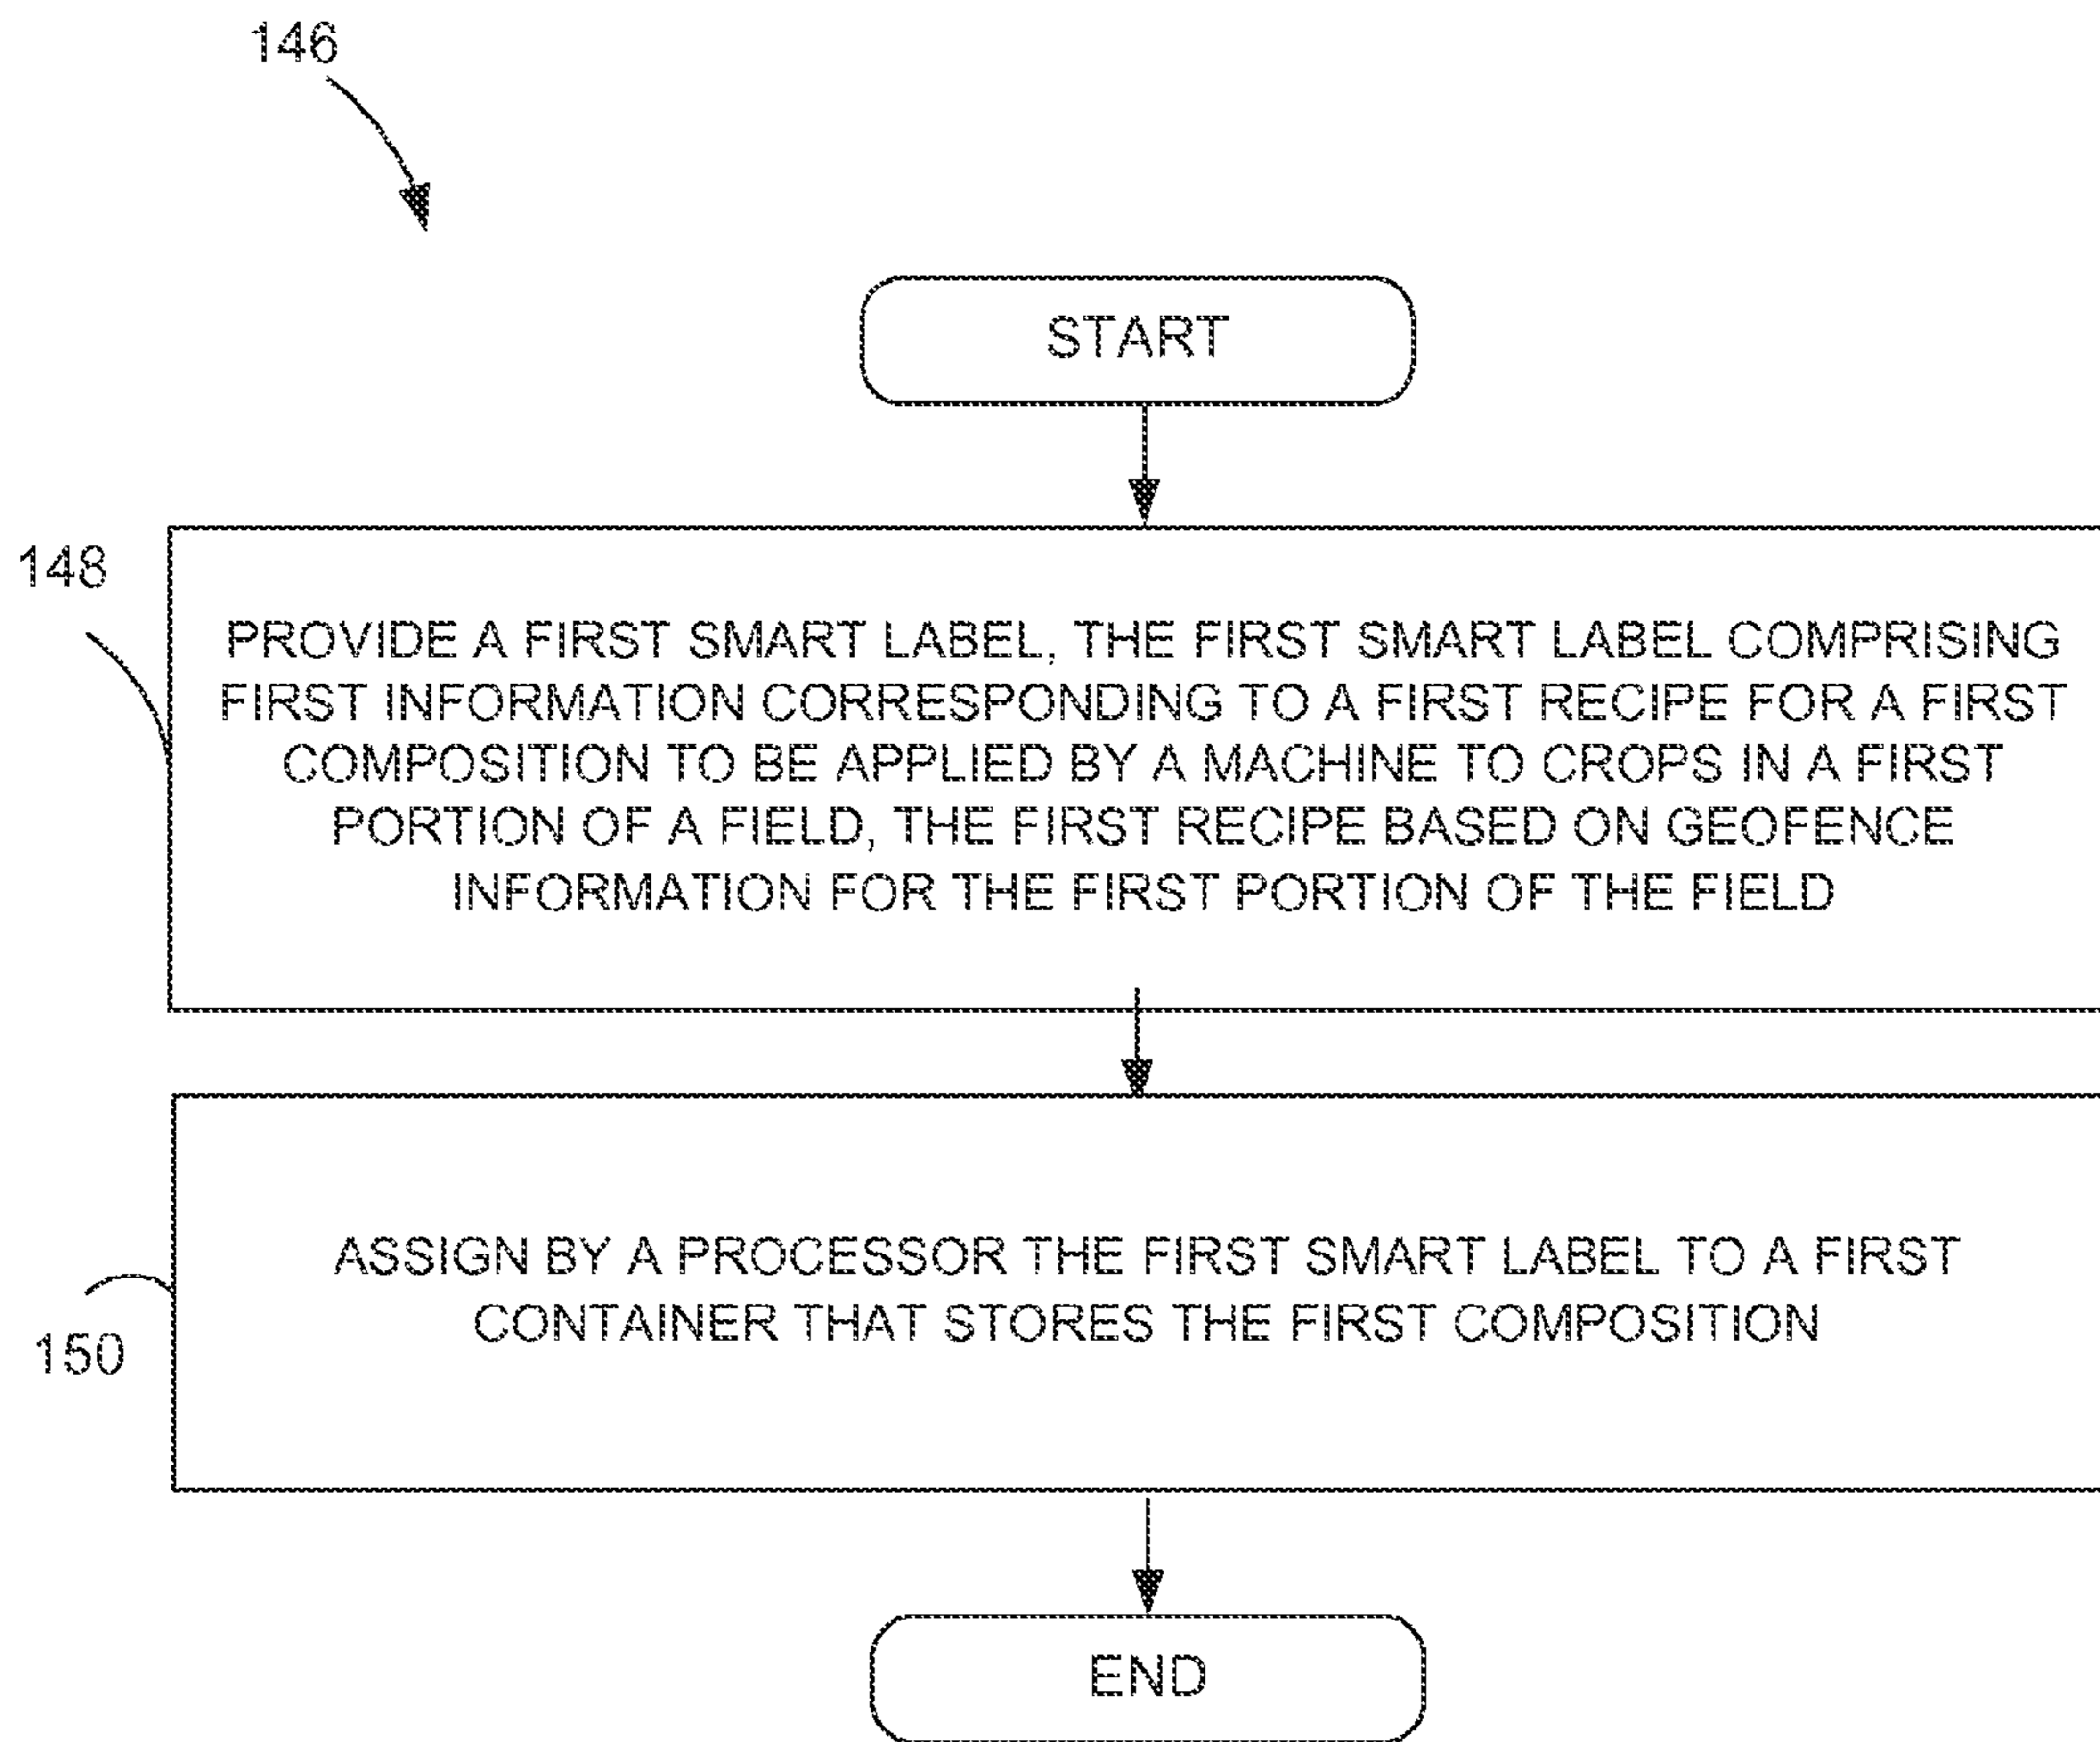 146
START
148
PROVIDE A FIRST SMART LABEL, THE FIRST SMART LABEL COMPRISING
FIRST INFORMATION CORRESPONDING TO A FIRST RECIPE FOR A FIRST
COMPOSITION TO BE APPLIED BY A MACHINE TO CROPS IN A FIRST
PORTION OF A FIELD, THE FIRST RECIPE BASED ON GEOFENCE
INFORMATION FOR THE FIRST PORTION OF THE FIELD
ASSIGN BY A PROCESSOR THE FIRST SMART LABEL TO A FIRST
CONTAINER THAT STORES THE FIRST COMPOSITION
150
END